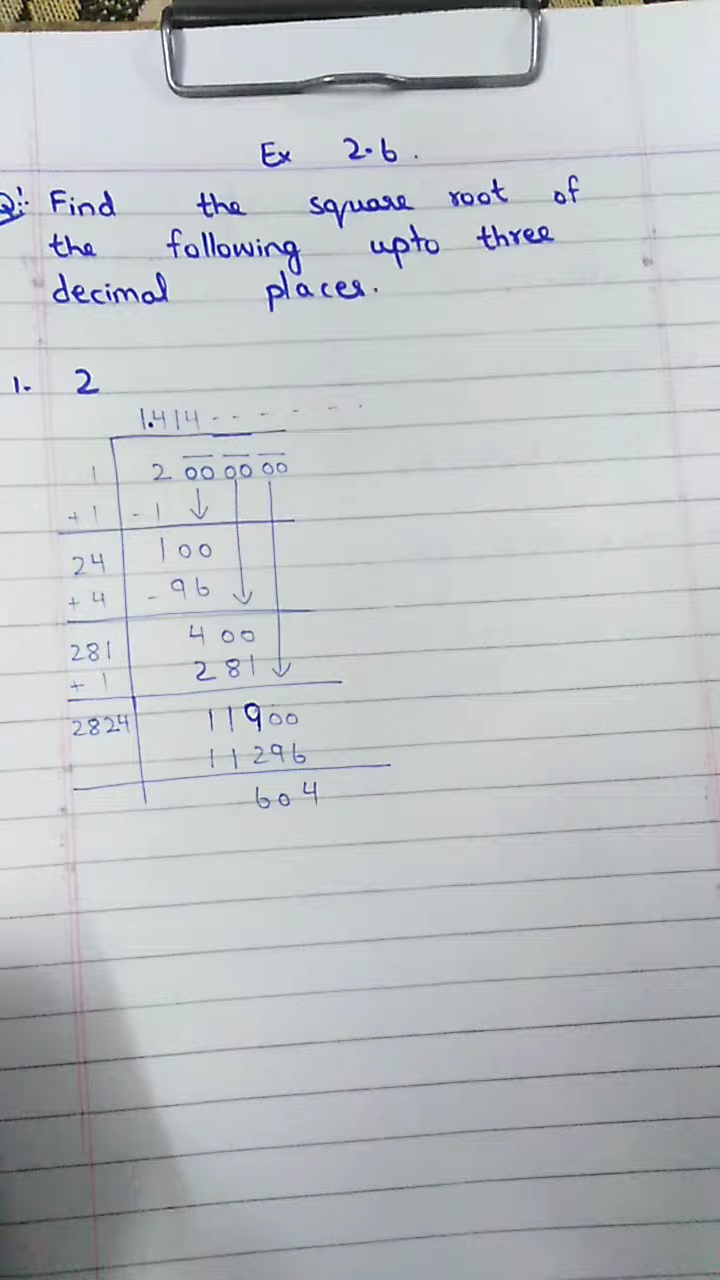 Ex 2.6.
Q:- Find the square root of
the following upto three
decimal places.
1. 2
1.414 - - - - - -
1 2 00 00 00
+ 1 - 1
24 100
+ 4 - 96
281 400
+ 1 281
2824 11900
11296
604